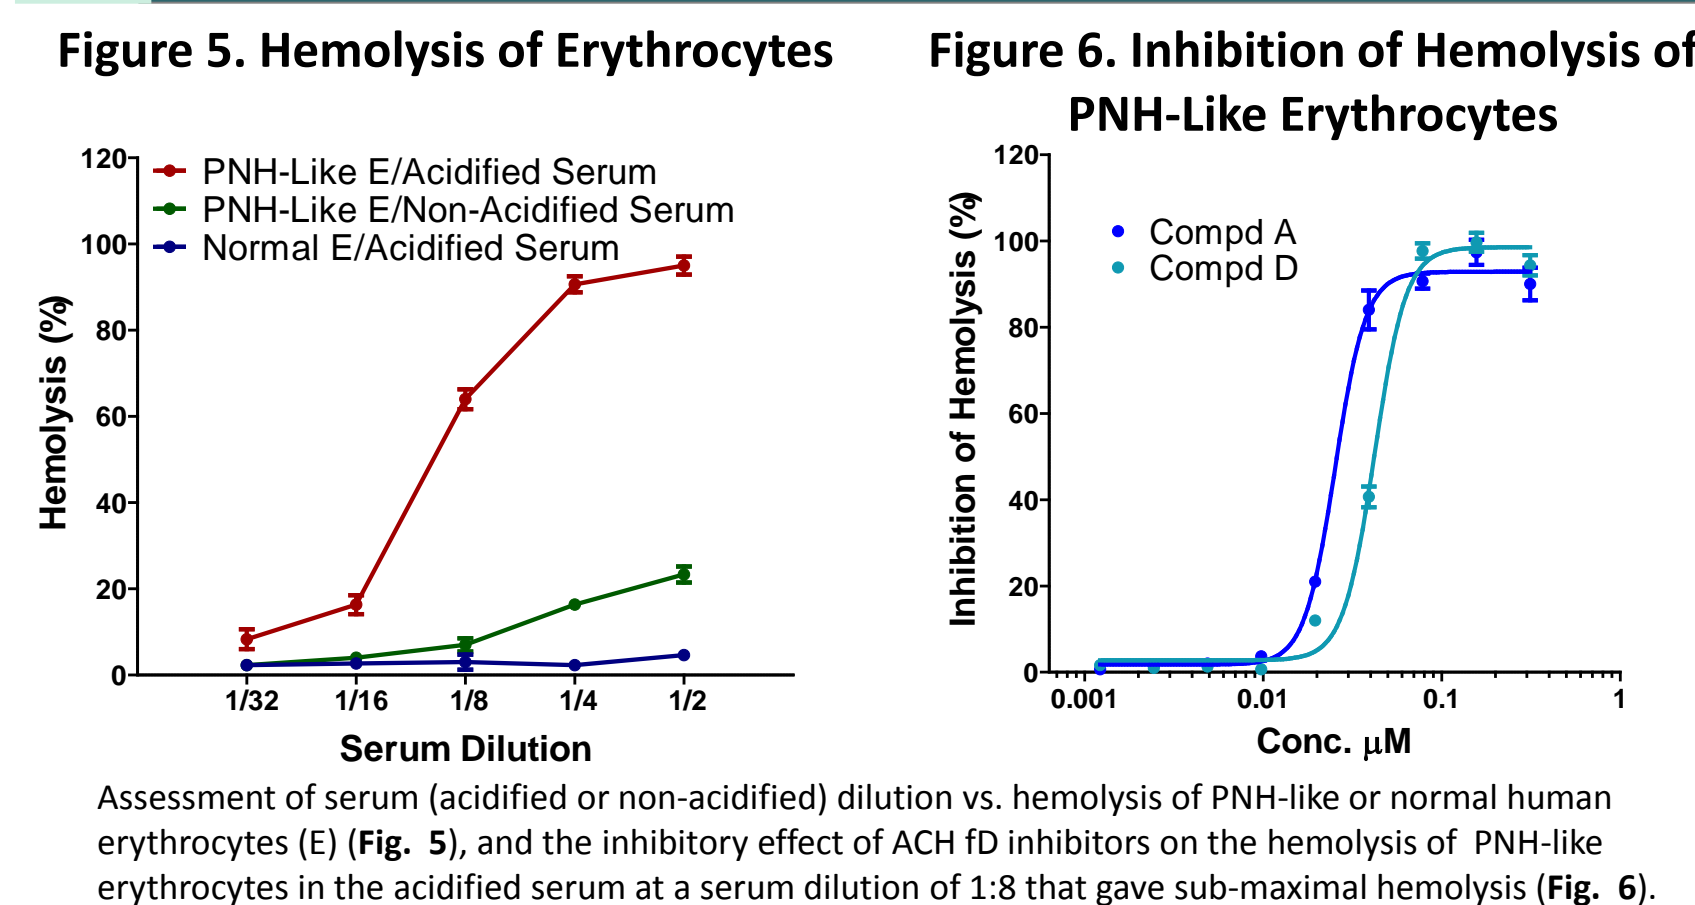 Figure 5. Hemolysis of Erythrocytes
120
100
80
60
40
20
0
Hemolysis (%)
PNH-Like E/Acidified Serum
PNH-Like E/Non-Acidified Serum
Normal E/Acidified Serum
1/32 1/16 1/8 1/4 1/2
Serum Dilution
Figure 6. Inhibition of Hemolysis of
PNH-Like Erythrocytes
120
100
80
60
40
20
0
Inhibition of Hemolysis (%)
Compd A
Compd D
0.001 0.01 0.1 1
Conc. μM
Assessment of serum (acidified or non-acidified) dilution vs. hemolysis of PNH-like or normal human
erythrocytes (E) (Fig. 5), and the inhibitory effect of ACH fD inhibitors on the hemolysis of PNH-like
erythrocytes in the acidified serum at a serum dilution of 1:8 that gave sub-maximal hemolysis (Fig. 6).